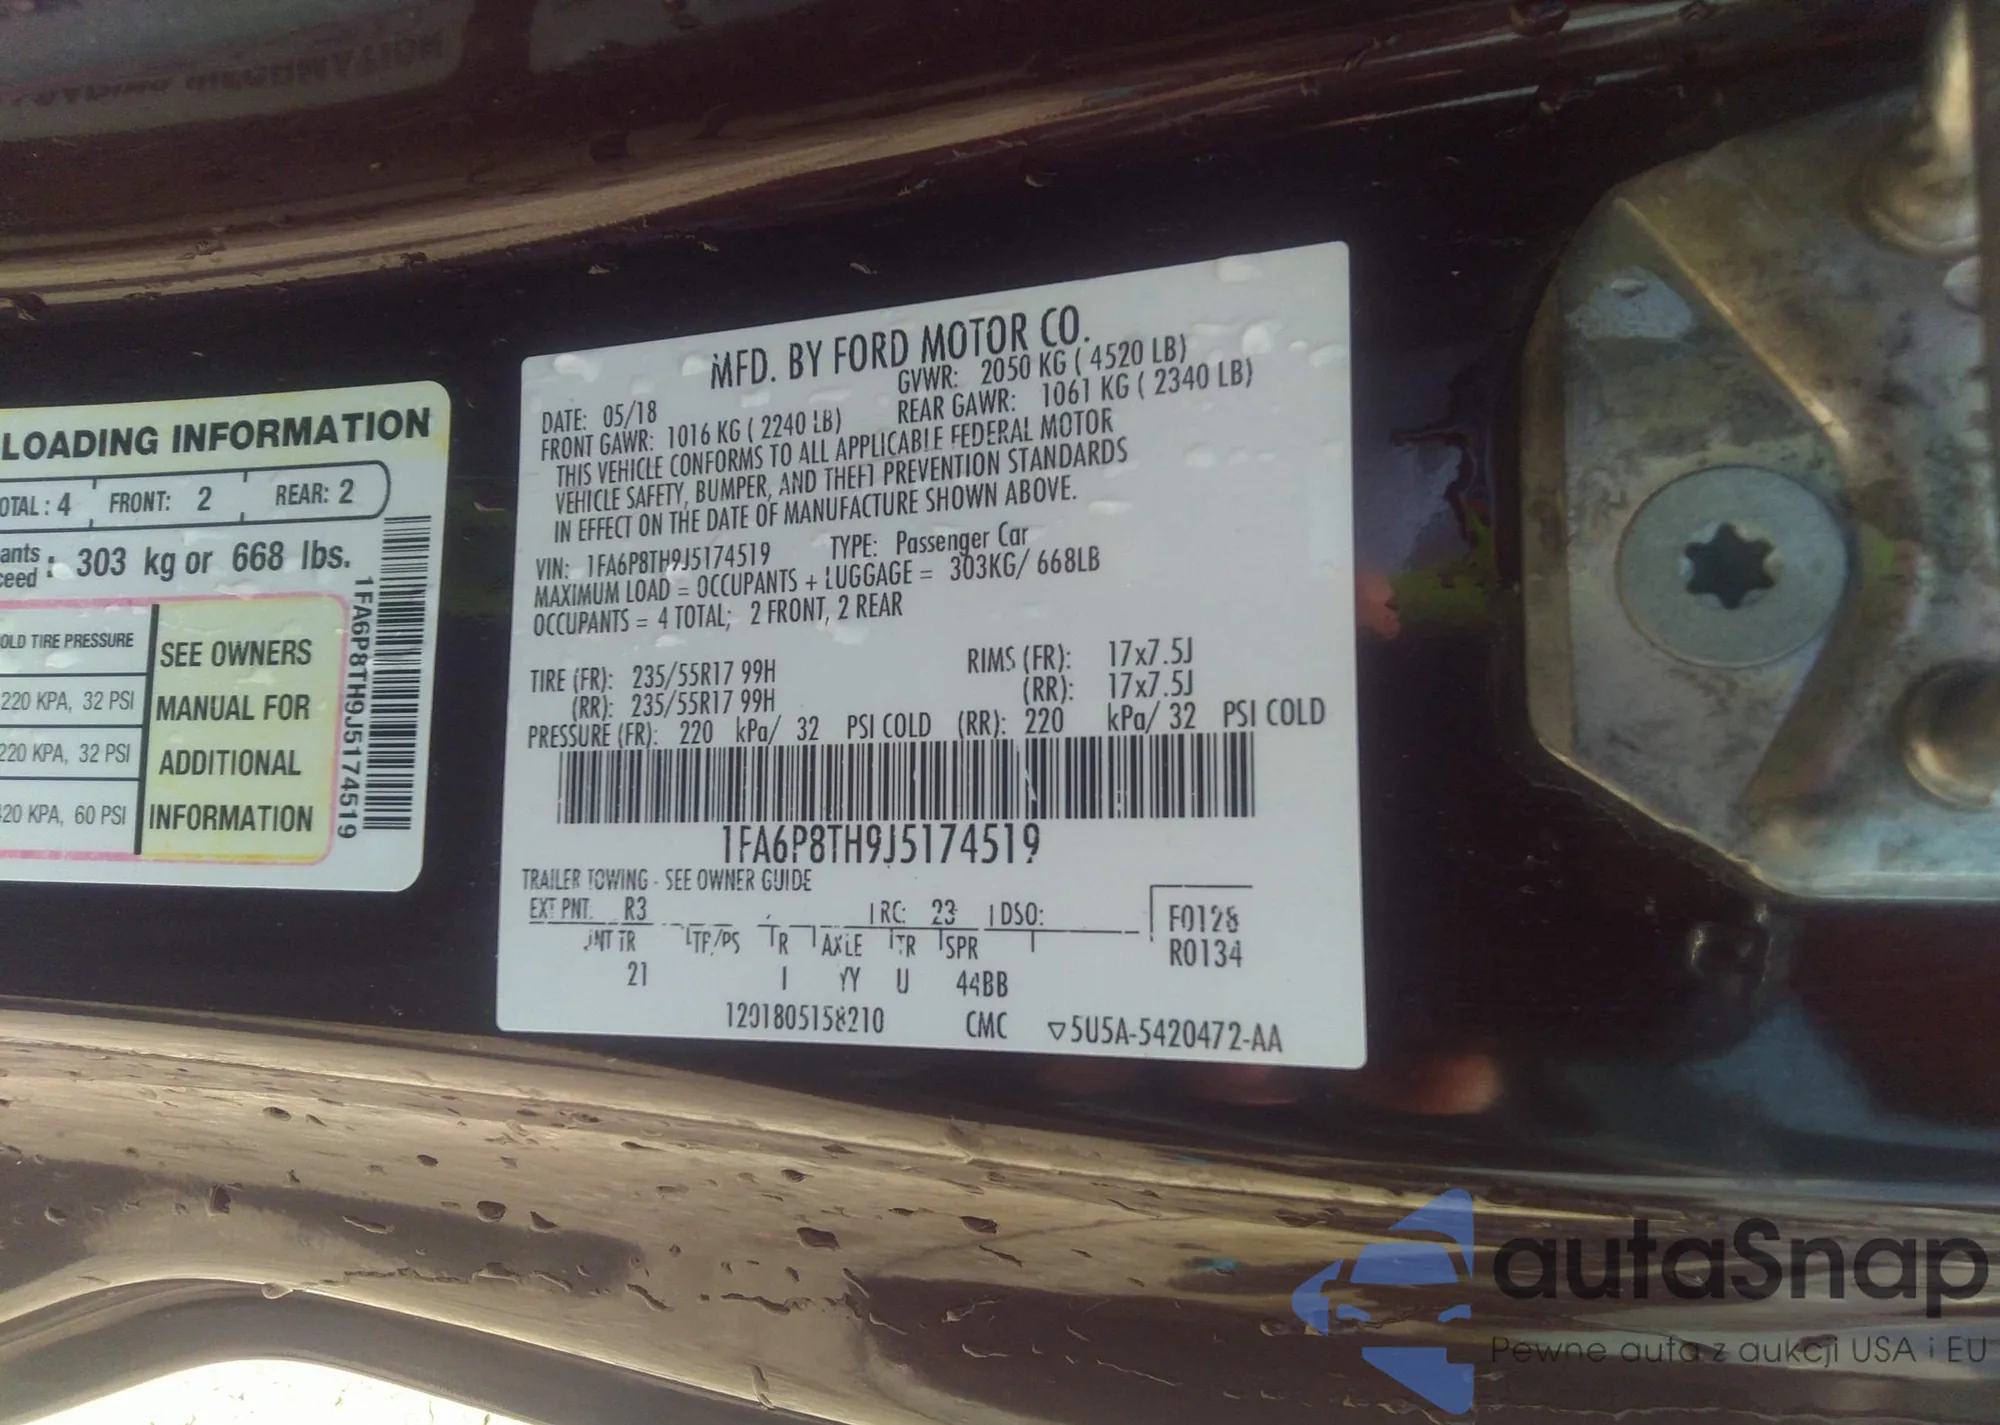 LOADING INFORMATION
OTAL : 4 FRONT: 2 REAR: 2
ants
ceed : 303 kg or 668 lbs.
OLD TIRE PRESSURE
220 KPA, 32 PSI
220 KPA, 32 PSI
420 KPA, 60 PSI
SEE OWNERS
MANUAL FOR
ADDITIONAL
INFORMATION
1FA6P8TH9J5174519
MFD. BY FORD MOTOR CO.
DATE: 05/18 GVWR: 2050 KG ( 4520 LB)
FRONT GAWR: 1016 KG ( 2240 LB) REAR GAWR: 1061 KG ( 2340 LB)
THIS VEHICLE CONFORMS TO ALL APPLICABLE FEDERAL MOTOR
VEHICLE SAFETY, BUMPER, AND THEFT PREVENTION STANDARDS
IN EFFECT ON THE DATE OF MANUFACTURE SHOWN ABOVE.
VIN: 1FA6P8TH9J5174519 TYPE: Passenger Car
MAXIMUM LOAD = OCCUPANTS + LUGGAGE = 303KG/ 668LB
OCCUPANTS = 4 TOTAL; 2 FRONT, 2 REAR
TIRE (FR): 235/55R17 99H RIMS (FR): 17x7.5J
(RR): 235/55R17 99H (RR): 17x7.5J
PRESSURE (FR): 220 kPa/ 32 PSI COLD (RR): 220 kPa/ 32 PSI COLD
1FA6P8TH9J5174519
TRAILER TOWING - SEE OWNER GUIDE
EXT PNT: R3 RC: 23 DSO: F0128
INT TR TP/PS R AXLE TR SPR R0134
21 I YY U 44BB
1201805158210 CMC ▽5U5A-5420472-AA
autaSnap
Pewne auta z aukcji USA i EU